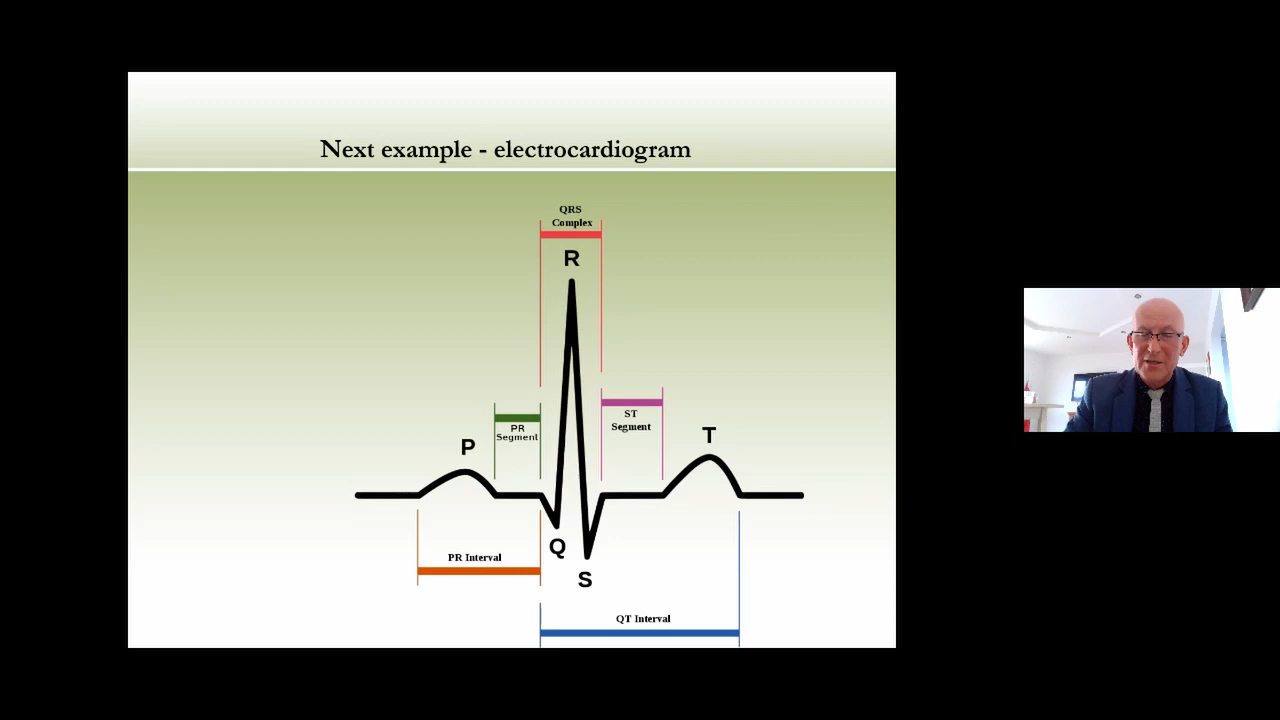 Next example - electrocardiogram
QRS
Complex
R
PR
Segment
ST
Segment
P
T
Q
S
PR Interval
QT Interval